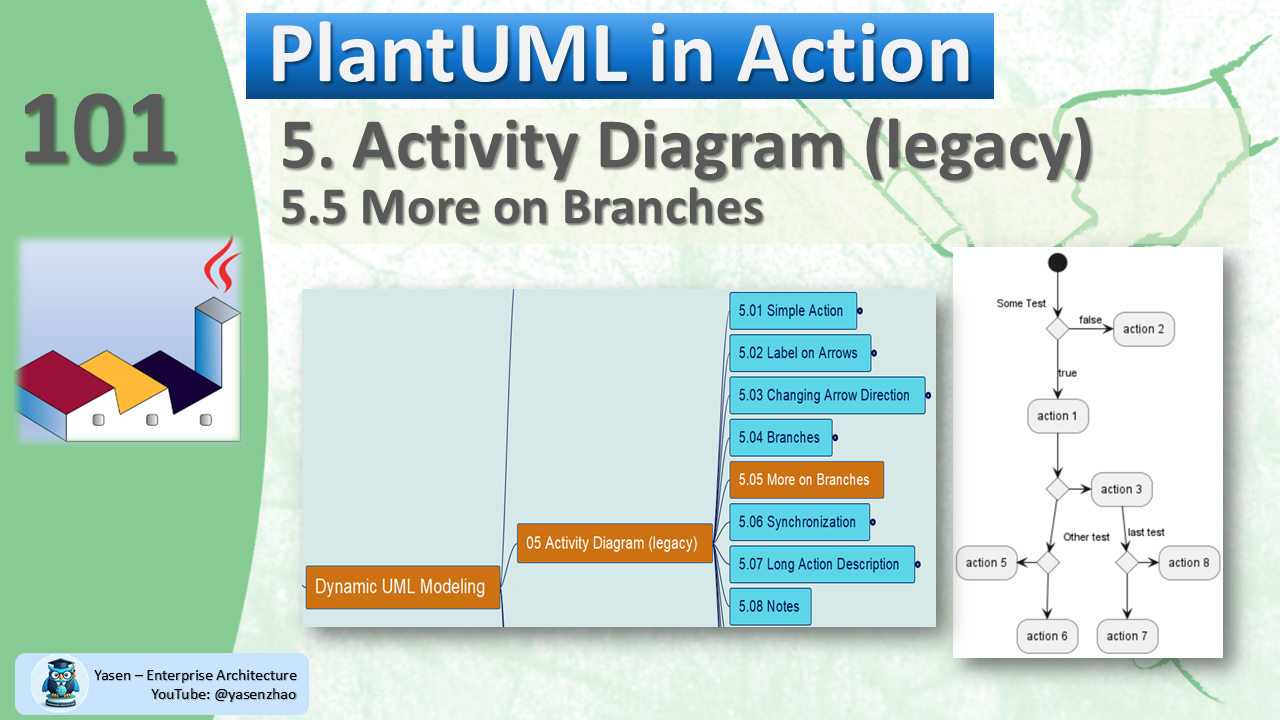 PlantUML in Action
101
5. Activity Diagram (legacy)
5.5 More on Branches
5.01 Simple Action
5.02 Label on Arrows
5.03 Changing Arrow Direction
5.04 Branches
5.05 More on Branches
5.06 Synchronization
5.07 Long Action Description
5.08 Notes
05 Activity Diagram (legacy)
Dynamic UML Modeling
Some Test
false
action 2
true
action 1
action 3
Other test
last test
action 5
action 8
action 6
action 7
Yasen – Enterprise Architecture
YouTube: @yasenzhao